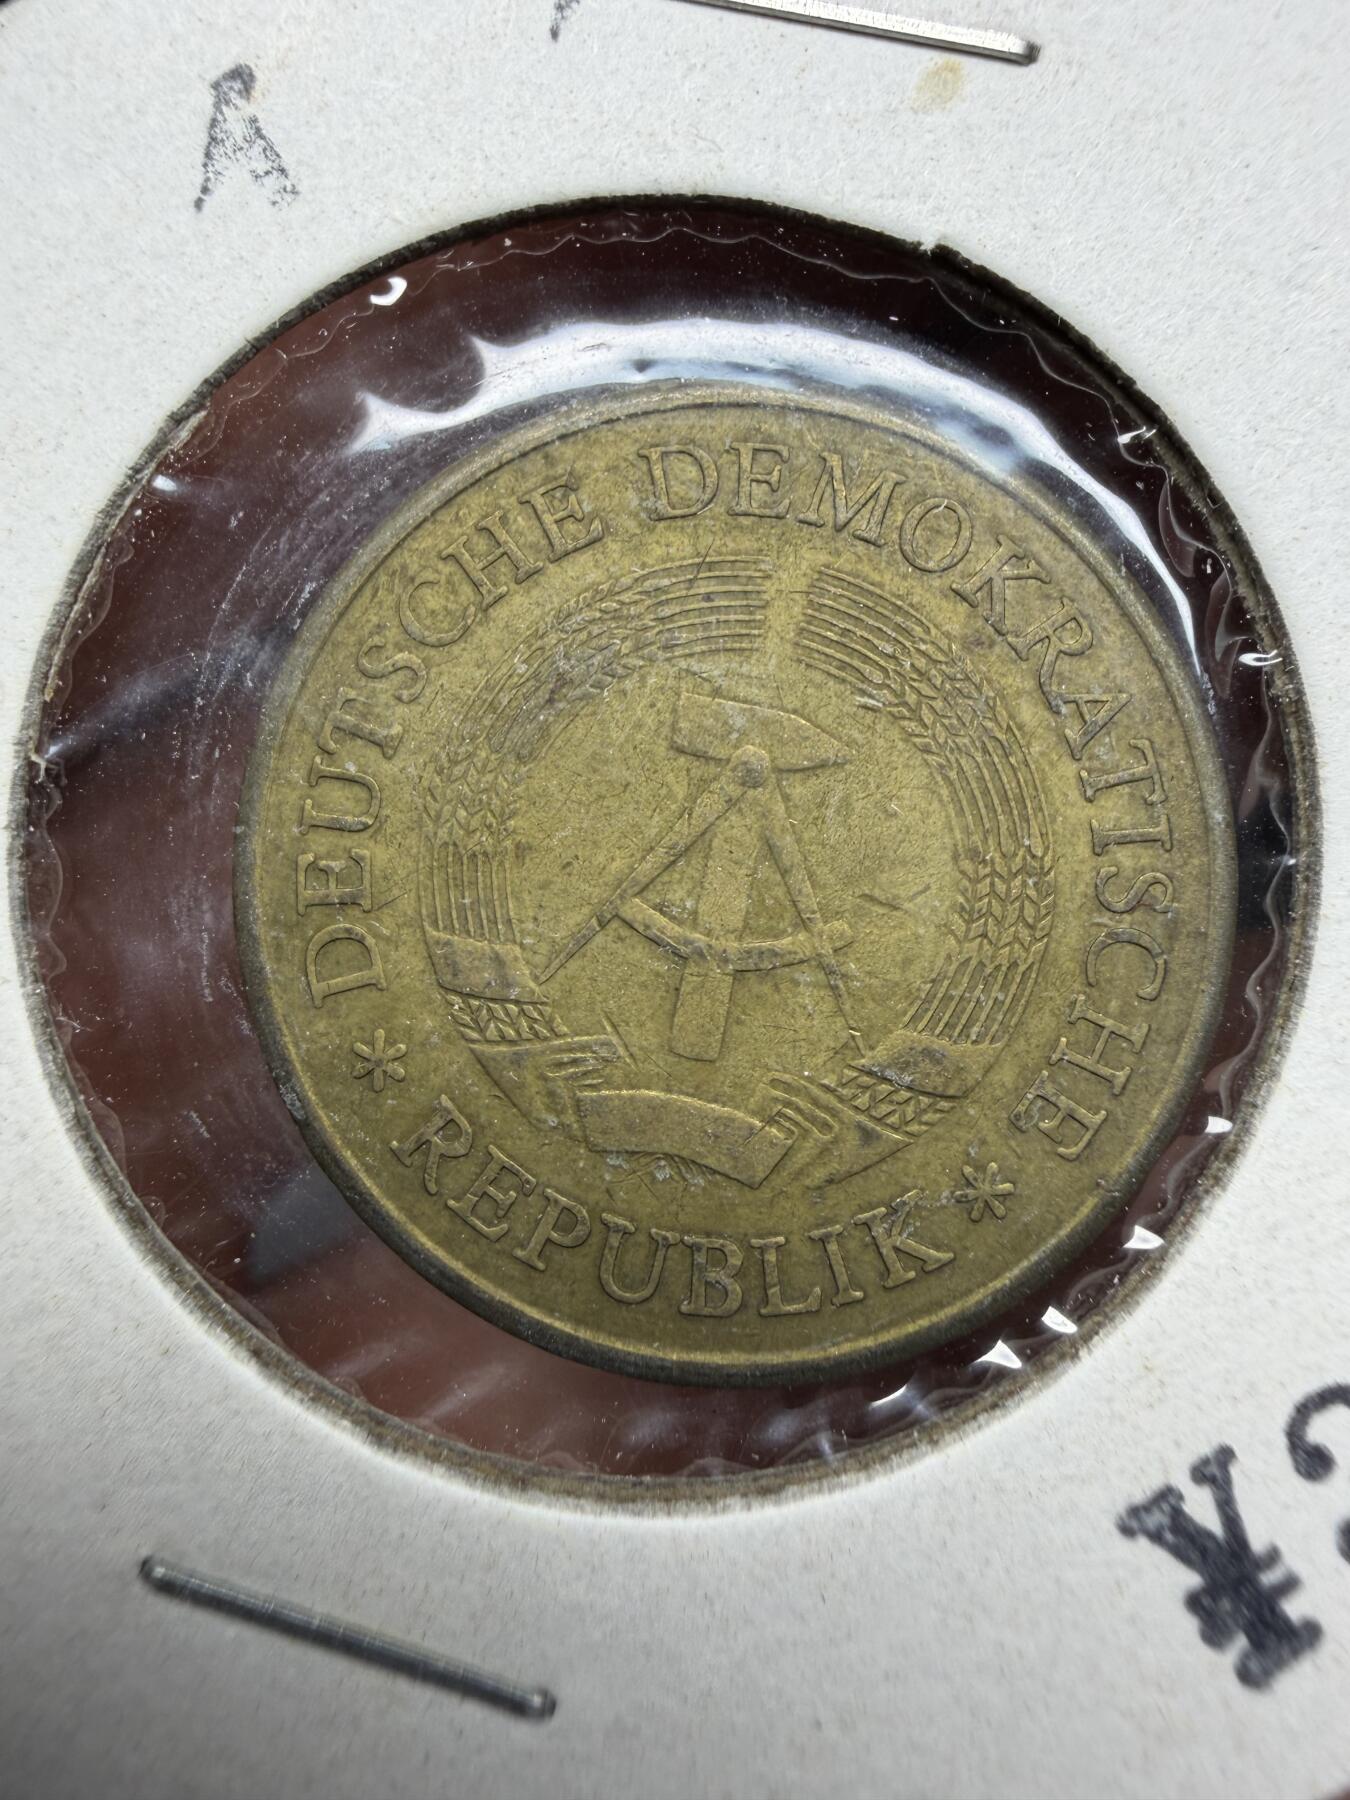 A
* DEUTSCHE DEMOKRATISCHE *
REPUBLIK
¥